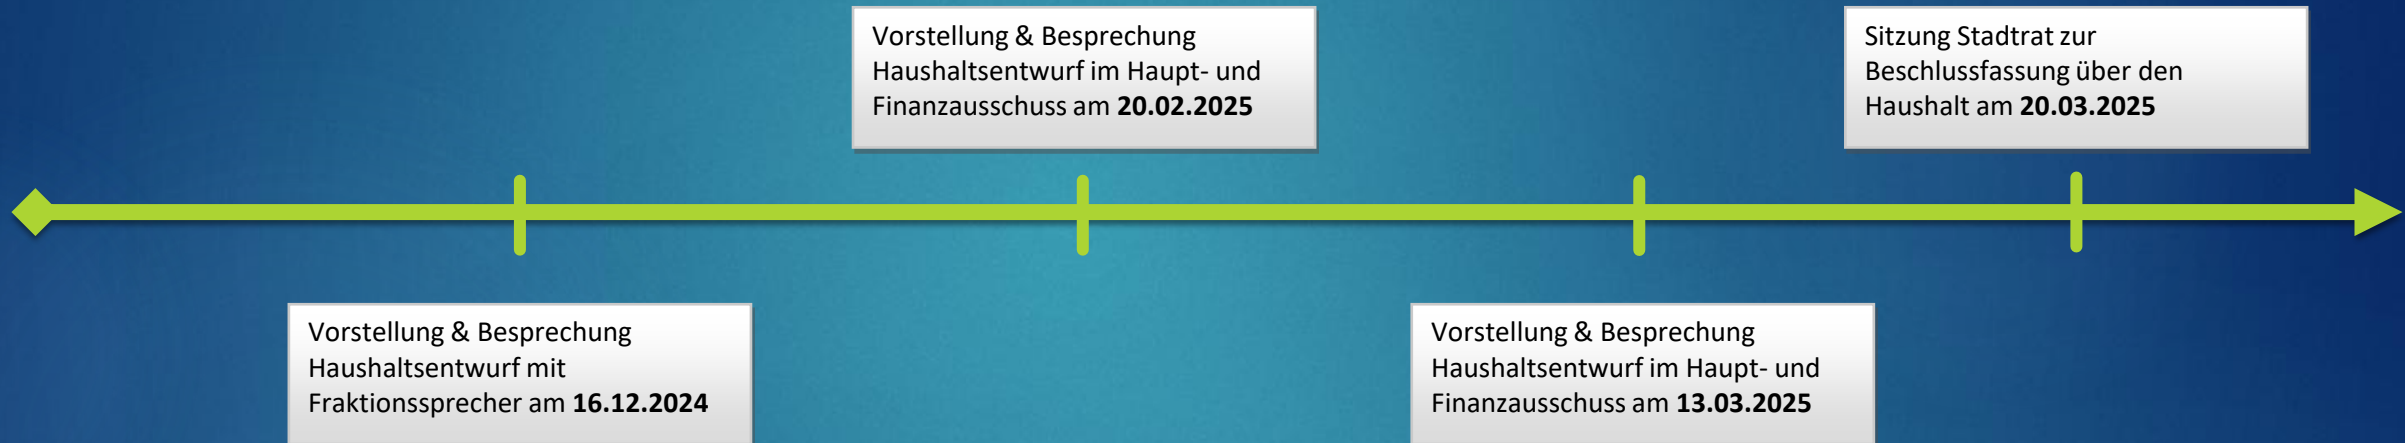 Vorstellung & Besprechung
Haushaltsentwurf im Haupt- und
Finanzausschuss am 20.02.2025
Sitzung Stadtrat zur
Beschlussfassung über den
Haushalt am 20.03.2025
Vorstellung & Besprechung
Haushaltsentwurf mit
Fraktionssprecher am 16.12.2024
Vorstellung & Besprechung
Haushaltsentwurf im Haupt- und
Finanzausschuss am 13.03.2025